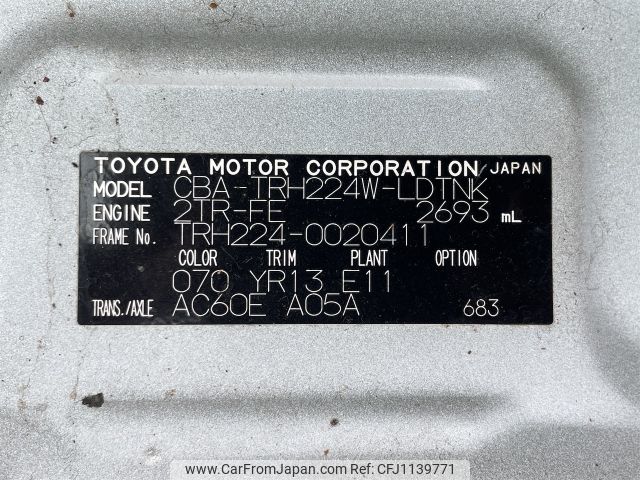 TOYOTA MOTOR CORPORATION JAPAN
MODEL CBA-TRH224W-LDTNK
ENGINE 2TR-FE 2693 mL
FRAME No. TRH224-0020411
COLOR TRIM PLANT OPTION
070 YR13 E11
TRANS./AXLE AC60E A05A 683
www.CarFromJapan.com - CFJ1139771